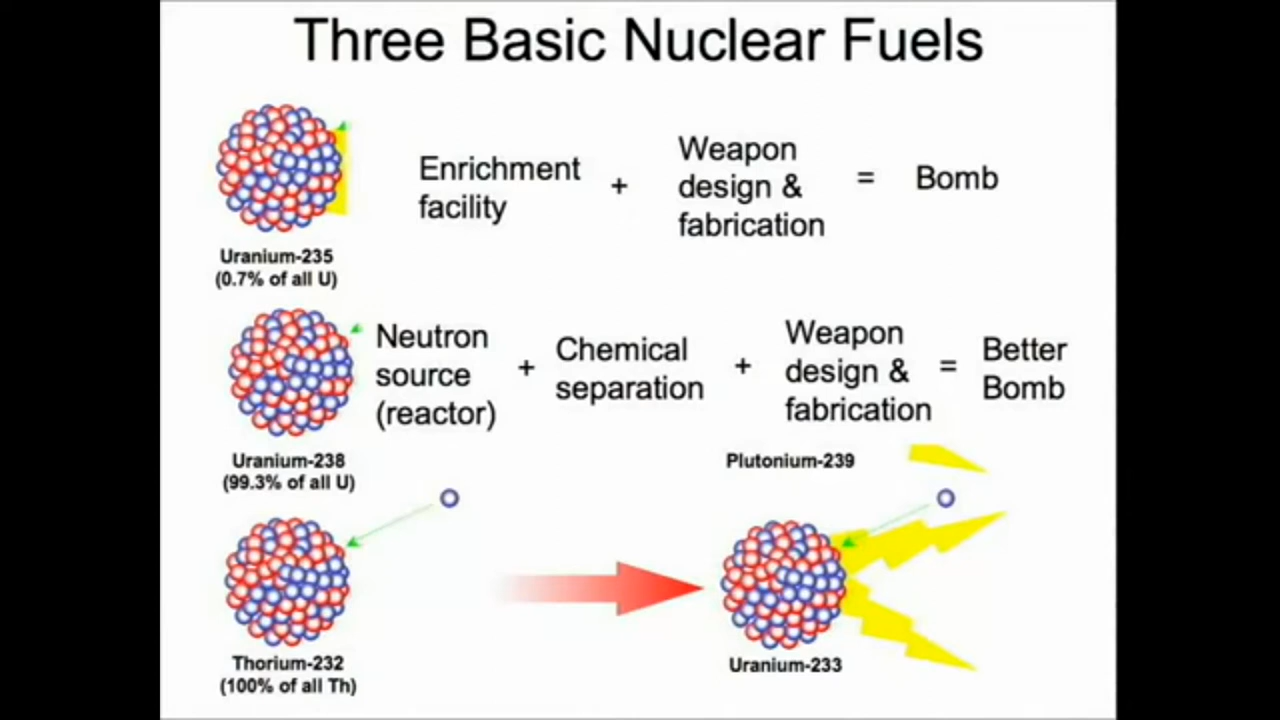 Three Basic Nuclear Fuels
Enrichment
facility
+
Weapon
design &
fabrication
=
Bomb
Uranium-235
(0.7% of all U)
Neutron
source
(reactor)
+
Chemical
separation
+
Weapon
design &
fabrication
=
Better
Bomb
Uranium-238
(99.3% of all U)
Plutonium-239
Thorium-232
(100% of all Th)
Uranium-233